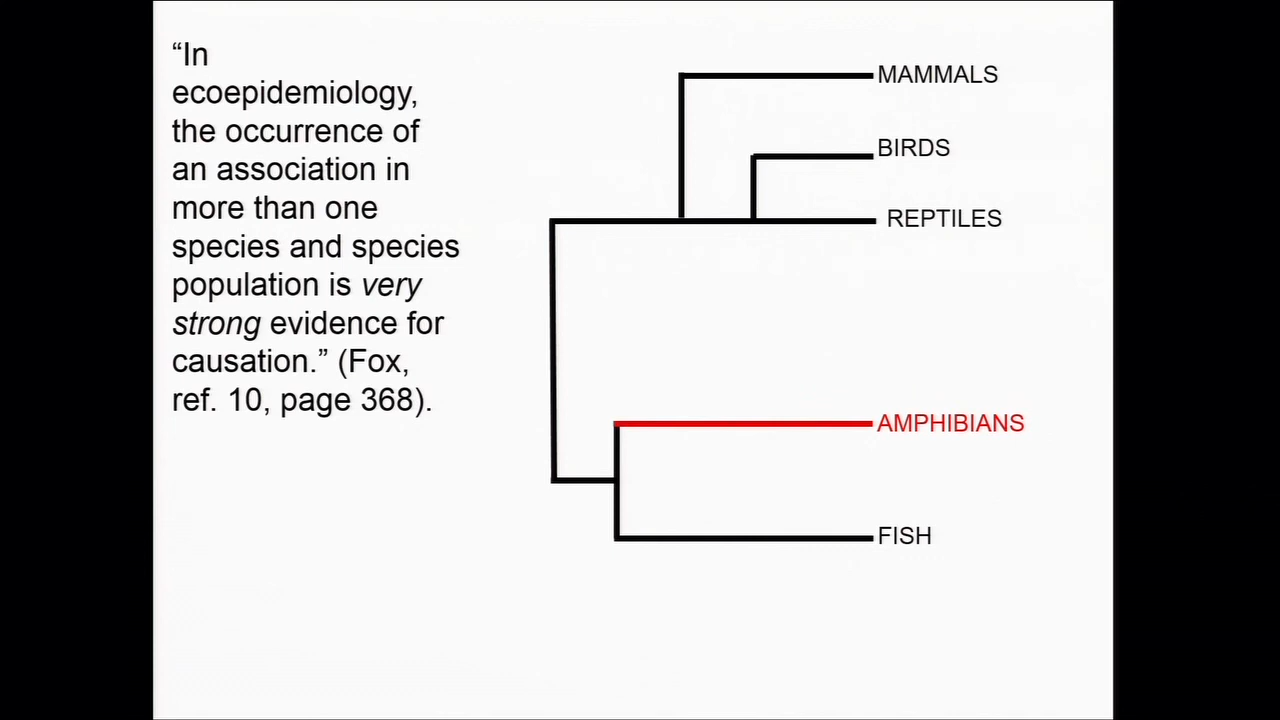 “In
ecoepidemiology,
the occurrence of
an association in
more than one
species and species
population is very
strong evidence for
causation.” (Fox,
ref. 10, page 368).
MAMMALS
BIRDS
REPTILES
AMPHIBIANS
FISH